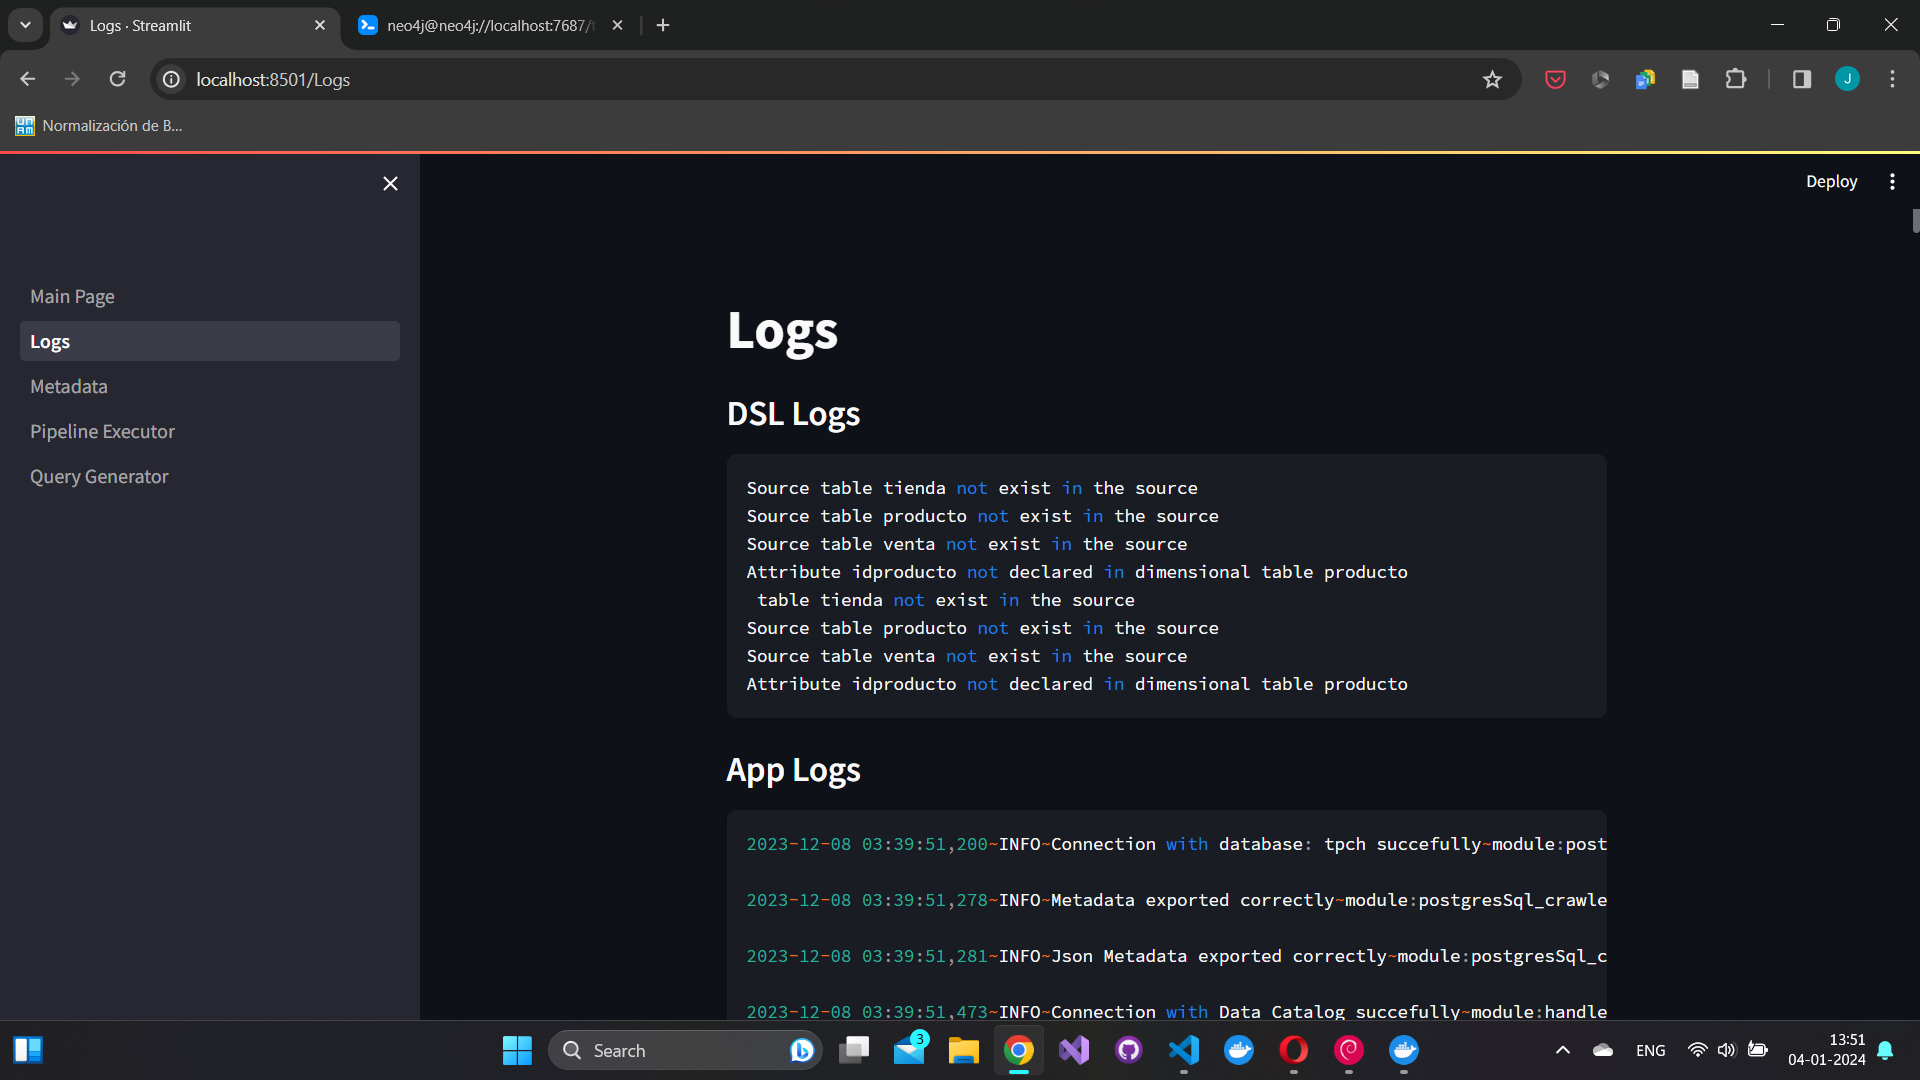 Logs · Streamlit
neo4j@neo4j://localhost:7687/
localhost:8501/Logs
J
Normalización de B...
Deploy
Main Page
Logs
Metadata
Pipeline Executor
Query Generator
Logs
DSL Logs
Source table tienda not exist in the source
Source table producto not exist in the source
Source table venta not exist in the source
Attribute idproducto not declared in dimensional table producto
table tienda not exist in the source
Source table producto not exist in the source
Source table venta not exist in the source
Attribute idproducto not declared in dimensional table producto
App Logs
2023-12-08 03:39:51,200~INFO~Connection with database: tpch succefully~module:post
2023-12-08 03:39:51,278~INFO~Metadata exported correctly~module:postgresSql_crawle
2023-12-08 03:39:51,281~INFO~Json Metadata exported correctly~module:postgresSql_c
2023-12-08 03:39:51,473~INFO~Connection with Data Catalog succefully~module:handle
Search
3
ENG
13:51
04-01-2024